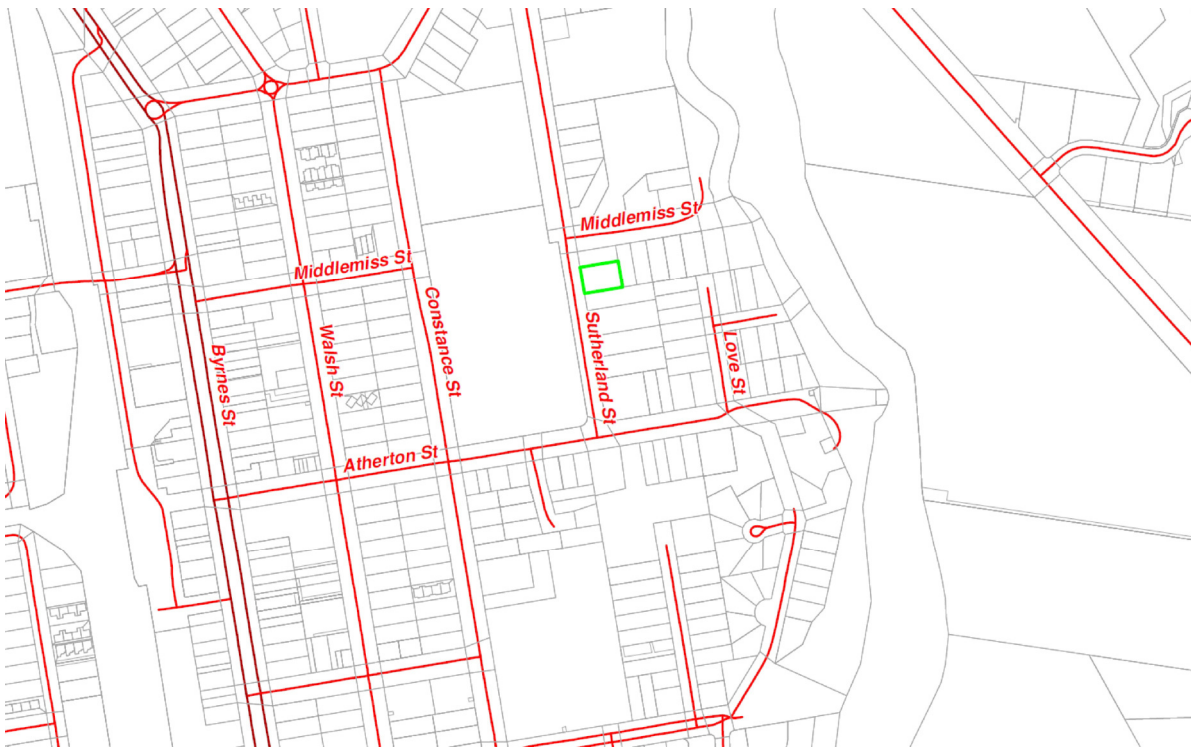 Middlemiss St
Middlemiss St
Constance St
Sutherland St
Walsh St
Love St
Byrnes St
Atherton St